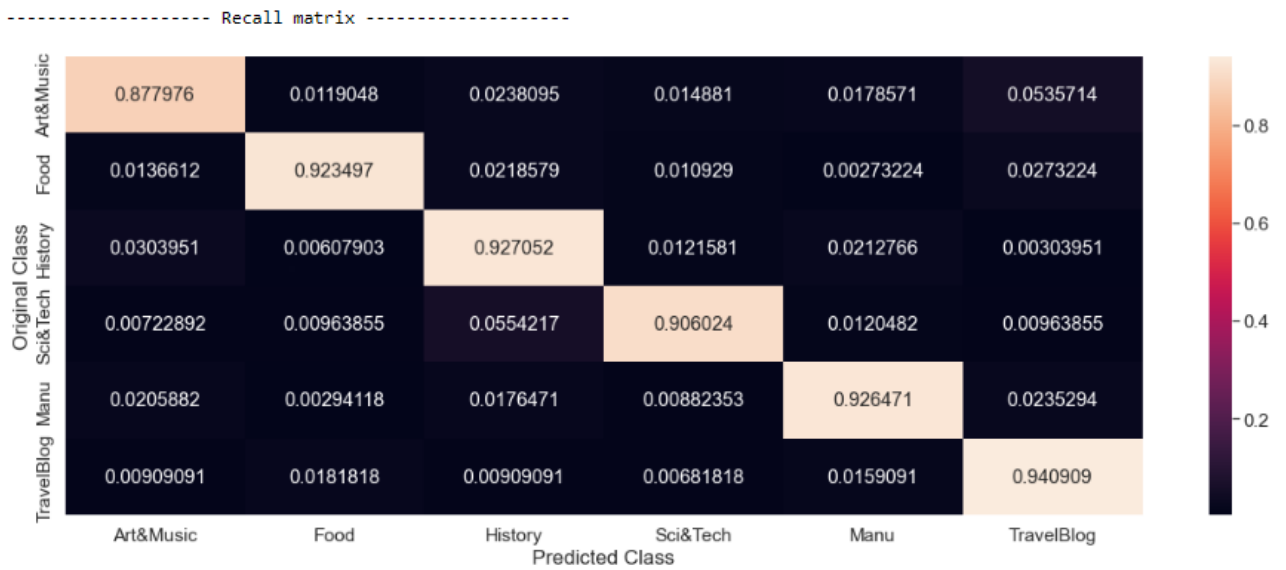 -------------------- Recall matrix --------------------
Art&Music 0.877976 0.0119048 0.0238095 0.014881 0.0178571 0.0535714
Food 0.0136612 0.923497 0.0218579 0.010929 0.00273224 0.0273224
History 0.0303951 0.00607903 0.927052 0.0121581 0.0212766 0.00303951
Sci&Tech 0.00722892 0.00963855 0.0554217 0.906024 0.0120482 0.00963855
Manu 0.0205882 0.00294118 0.0176471 0.00882353 0.926471 0.0235294
TravelBlog 0.00909091 0.0181818 0.00909091 0.00681818 0.0159091 0.940909
Original Class
Art&Music Food History Sci&Tech Manu TravelBlog
Predicted Class
0.8
0.6
0.4
0.2